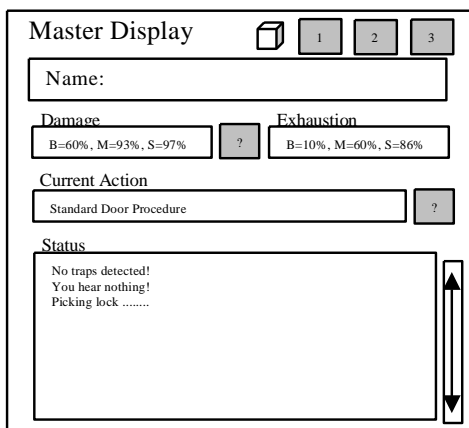 Master Display
1 2 3
Name:
Damage Exhaustion
B=60%, M=93%, S=97% ? B=10%, M=60%, S=86%
Current Action
Standard Door Procedure ?
Status
No traps detected!
You hear nothing!
Picking lock ........